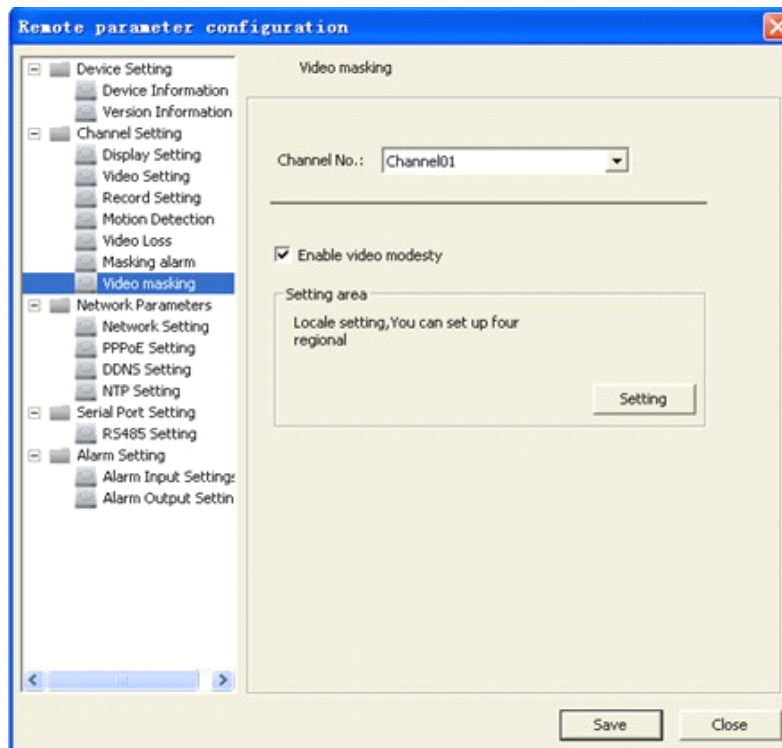 Remote parameter configuration
Device Setting
Device Information
Version Information
Channel Setting
Display Setting
Video Setting
Record Setting
Motion Detection
Video Loss
Masking alarm
Video masking
Network Parameters
Network Setting
PPPoE Setting
DDNS Setting
NTP Setting
Serial Port Setting
RS485 Setting
Alarm Setting
Alarm Input Settings
Alarm Output Settin
Video masking
Channel No.: Channel01
Enable video modesty
Setting area
Locale setting,You can set up four
regional
Setting
Save
Close